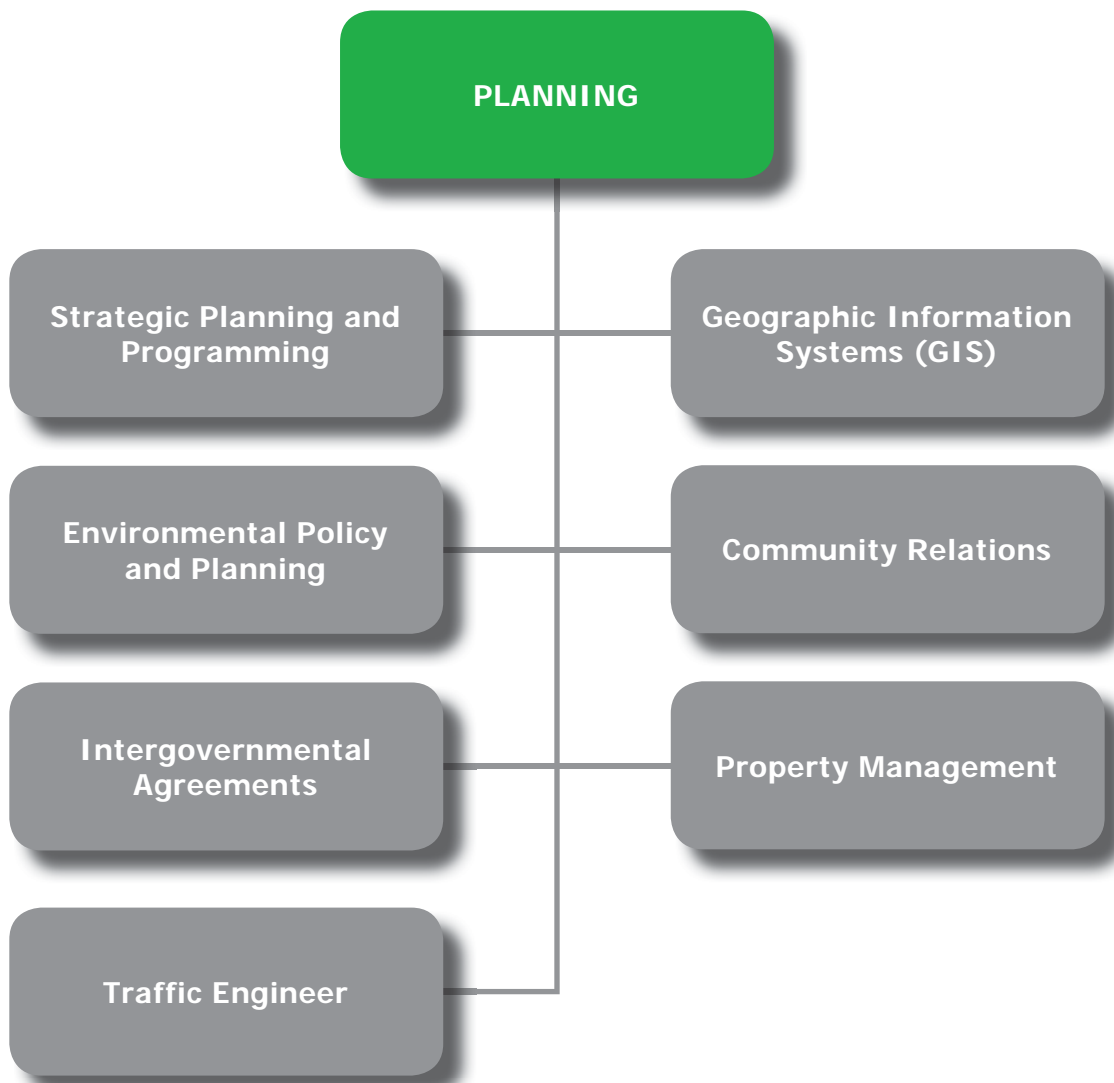 PLANNING
Strategic Planning and
Programming
Geographic Information
Systems (GIS)
Environmental Policy
and Planning
Community Relations
Intergovernmental
Agreements
Property Management
Traffic Engineer